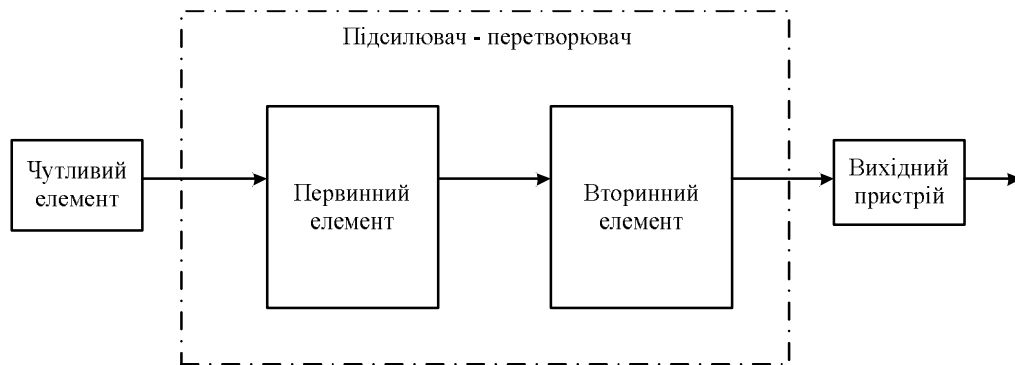 Підсилювач - перетворювач
Чутливий
елемент
Первинний
елемент
Вторинний
елемент
Вихідний
пристрій